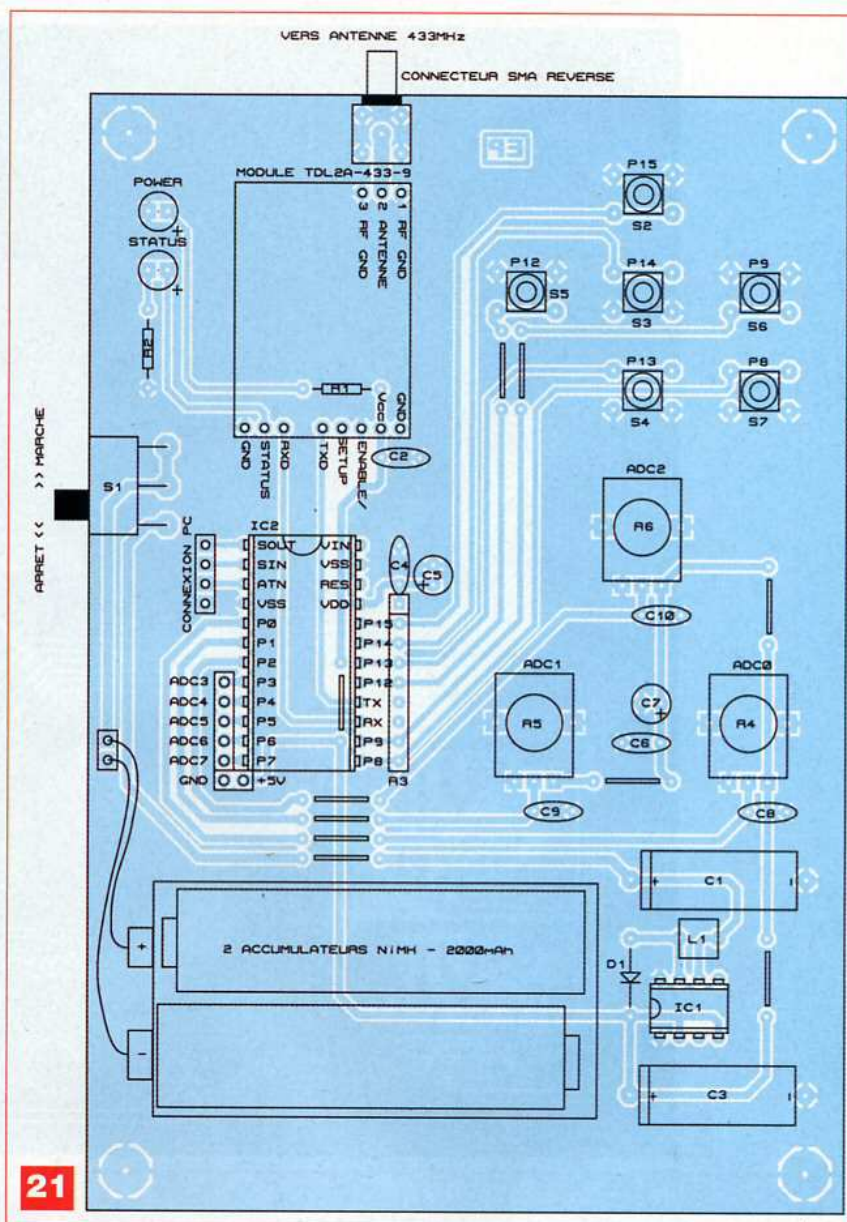 VERS ANTENNE 433MHz
CONNECTEUR SMA REVERSE
EP
MODULE TDL2A-433-9
POWER
STATUS
3 RF GND
2 ANTENNE
1 RF GND
P15
S2
P12
S5
P14
S3
P9
S6
P13
S4
P8
S7
R2
R1
GND
STATUS
RXD
TXD
SETUP
ENABLE/
Vcc
GND
C2
ARRET << >> MARCHE
S1
CONNEXION PC
IC2
SOUT
SIN
ATN
VSS
P0
P1
P2
P3
P4
P5
P6
P7
VIN
VSS
RES
VDD
P15
P14
P13
P12
TX
RX
P9
P8
C4
C5
+
R3
ADC3
ADC4
ADC5
ADC6
ADC7
GND
+5V
ADC2
R6
C10
ADC1
R5
C9
C7
+
C6
ADC0
R4
C8
+ C1 -
L1
D1
IC1
+ C3 -
+
2 ACCUMULATEURS NiMH - 2000mAh
-
21